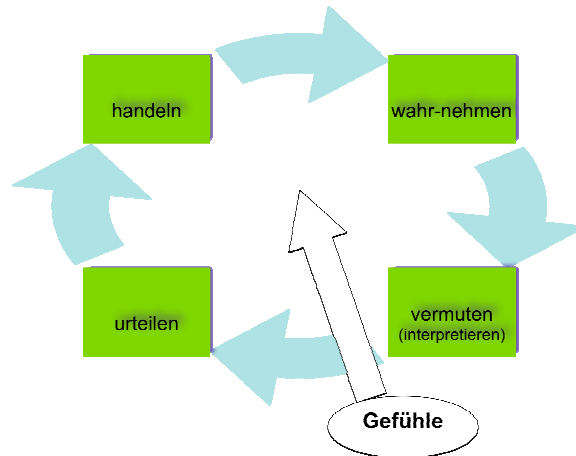 handeln
wahr-nehmen
urteilen
vermuten
(interpretieren)
Gefühle